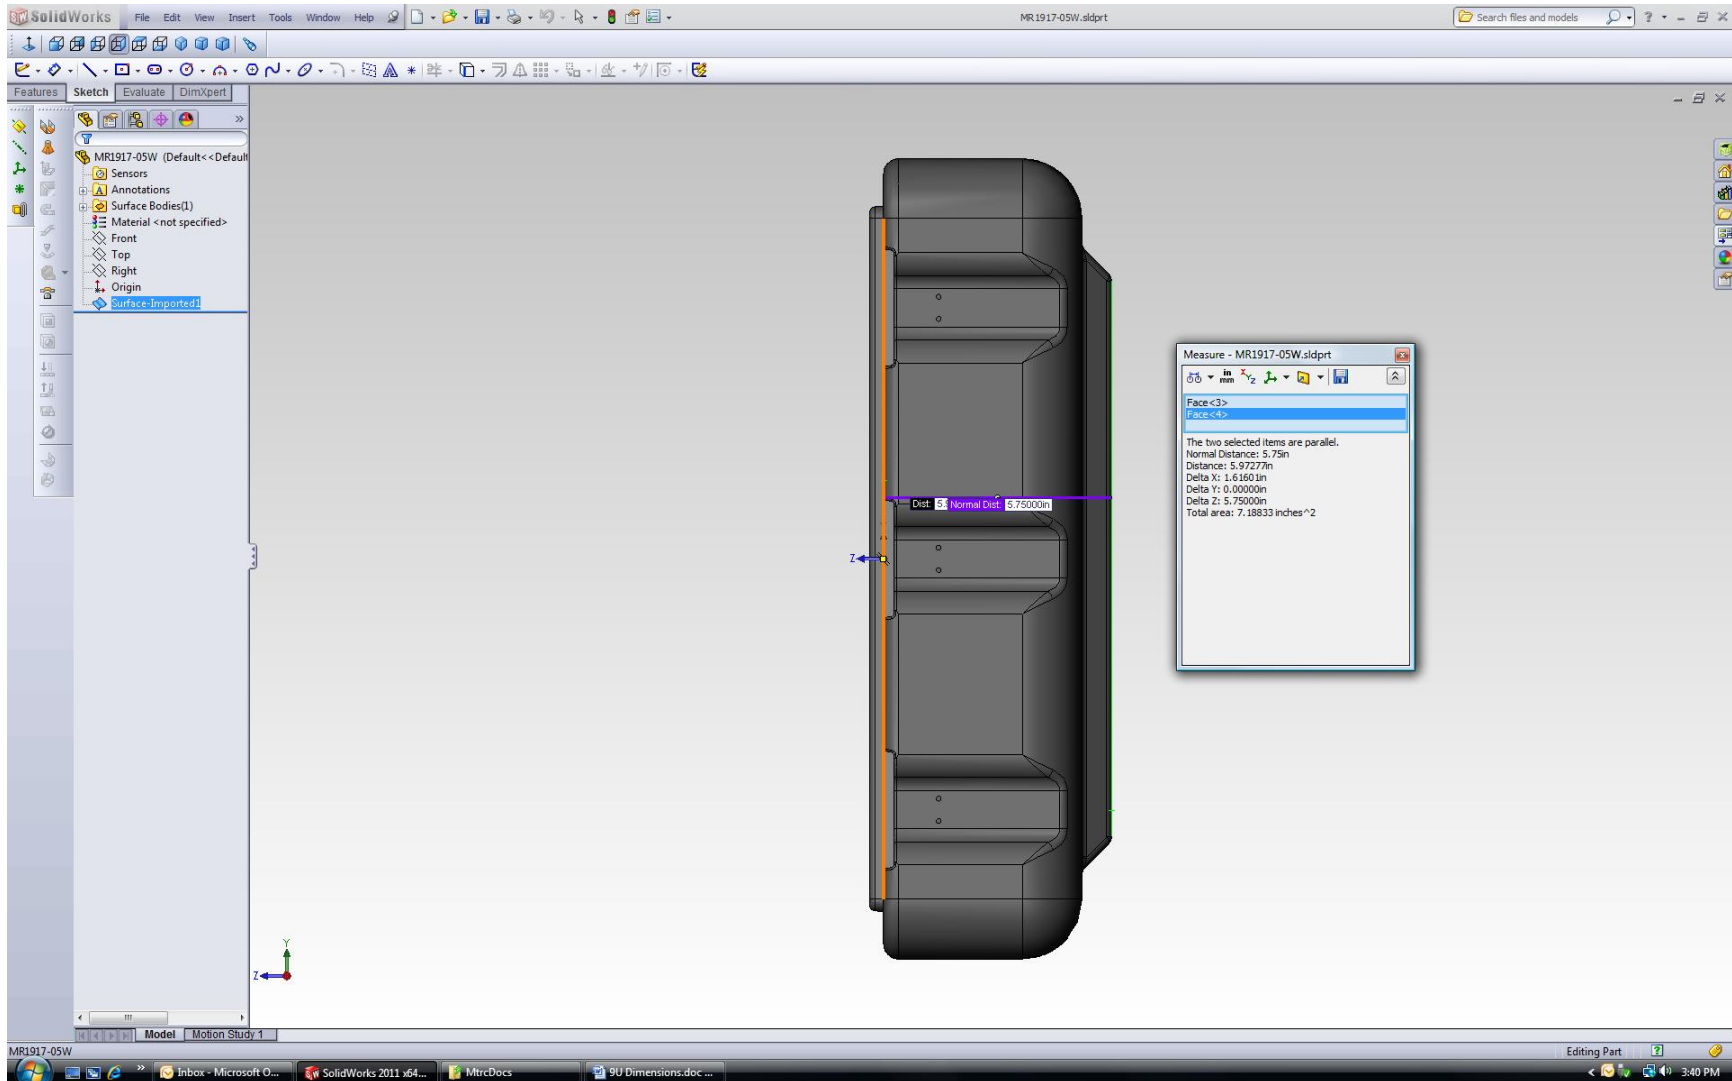 SolidWorks File Edit View Insert Tools Window Help MR1917-05W.sldprt Search files and models
Features Sketch Evaluate DimXpert
MR1917-05W (Default<<Default
Sensors
Annotations
Surface Bodies(1)
Material <not specified>
Front
Top
Right
Origin
Surface-Imported1
Dist: 5. Normal Dist: 5.75000in
Z
Y
Z
Measure - MR1917-05W.sldprt
in
mm
X Y Z
Face<3>
Face<4>
The two selected items are parallel.
Normal Distance: 5.75in
Distance: 5.97277in
Delta X: 1.61601in
Delta Y: 0.00000in
Delta Z: 5.75000in
Total area: 7.18833 inches^2
Model Motion Study 1
MR1917-05W Editing Part
Inbox - Microsoft O... SolidWorks 2011 x64... MtrcDocs 9U Dimensions.doc ... 3:40 PM